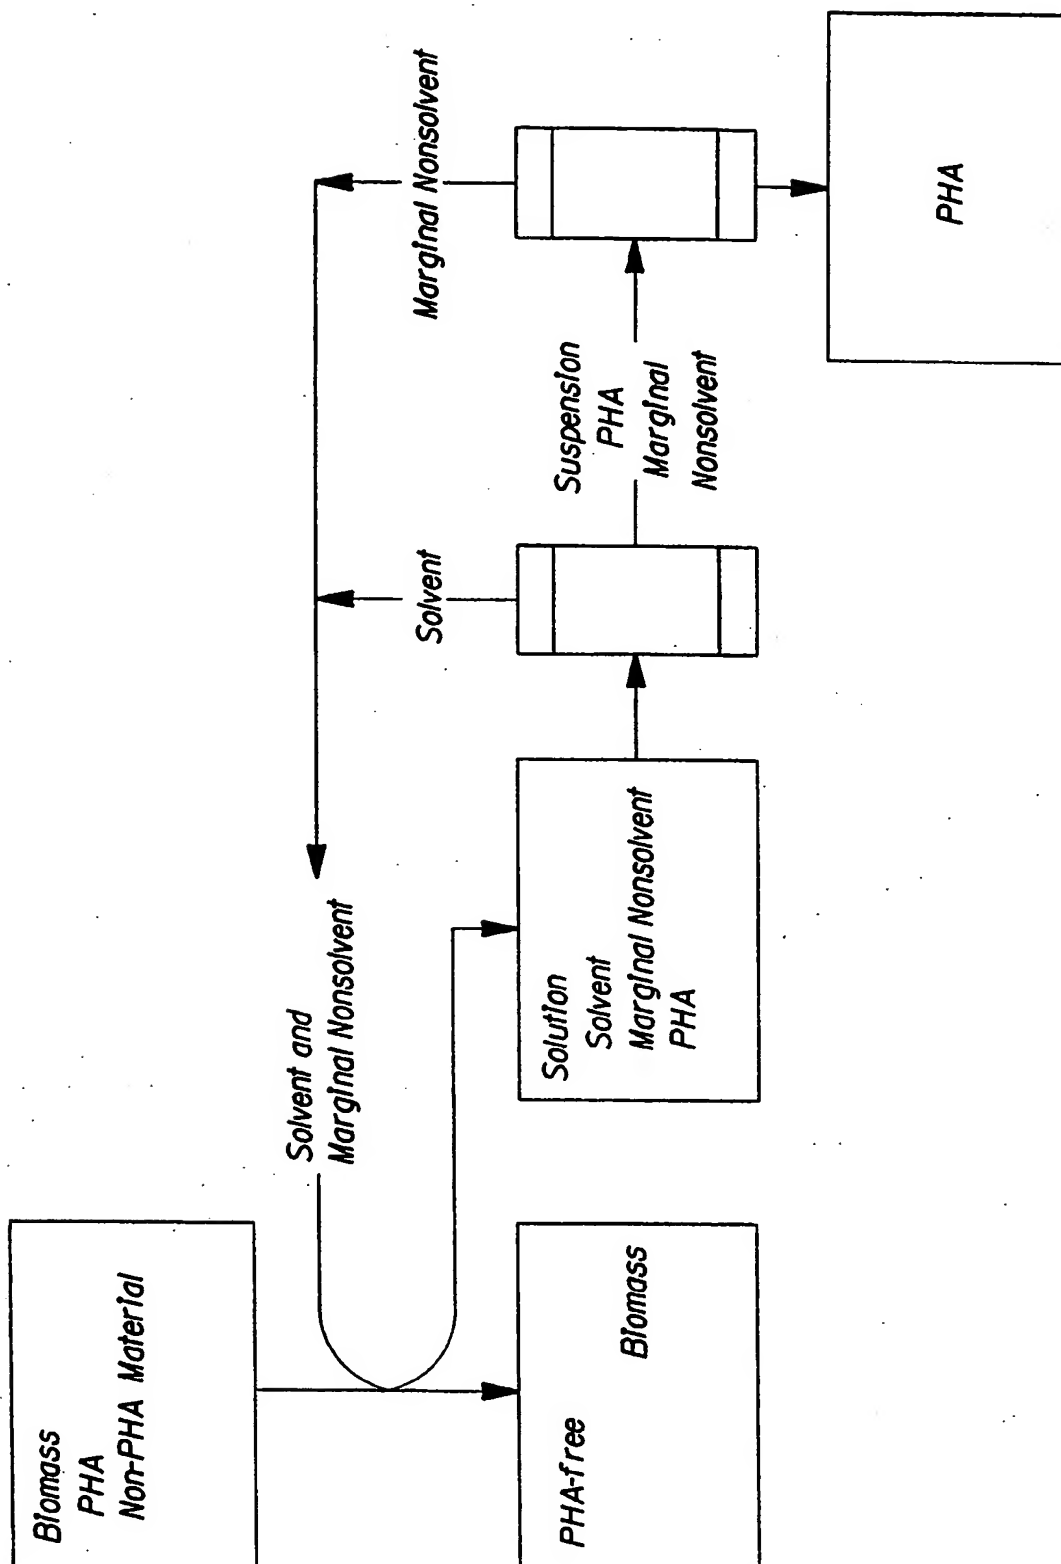 Biomass
PHA
Non-PHA Material
PHA-free
Biomass
Solvent and
Marginal Nonsolvent
Solution
Solvent
Marginal Nonsolvent
PHA
Solvent
Suspension
PHA
Marginal
Nonsolvent
Marginal Nonsolvent
PHA